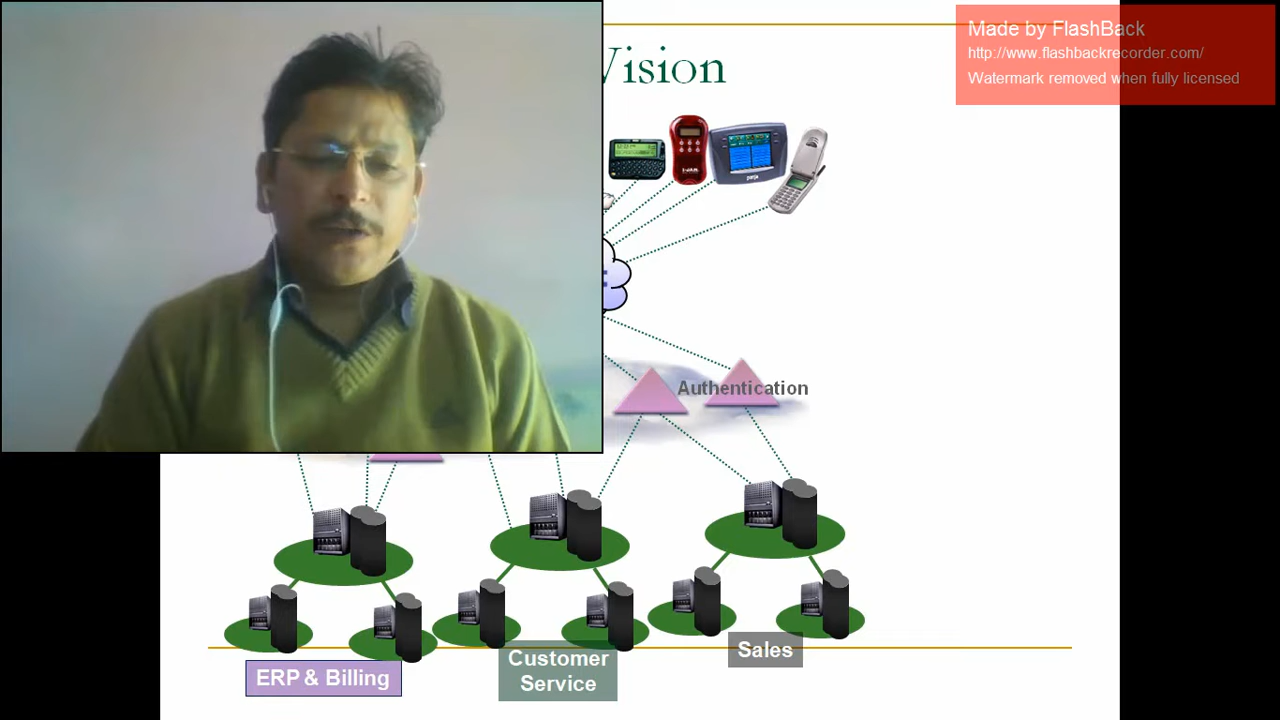 Made by FlashBack
http://www.flashbackrecorder.com/
Watermark removed when fully licensed
Vision
Authentication
Sales
Customer
Service
ERP & Billing